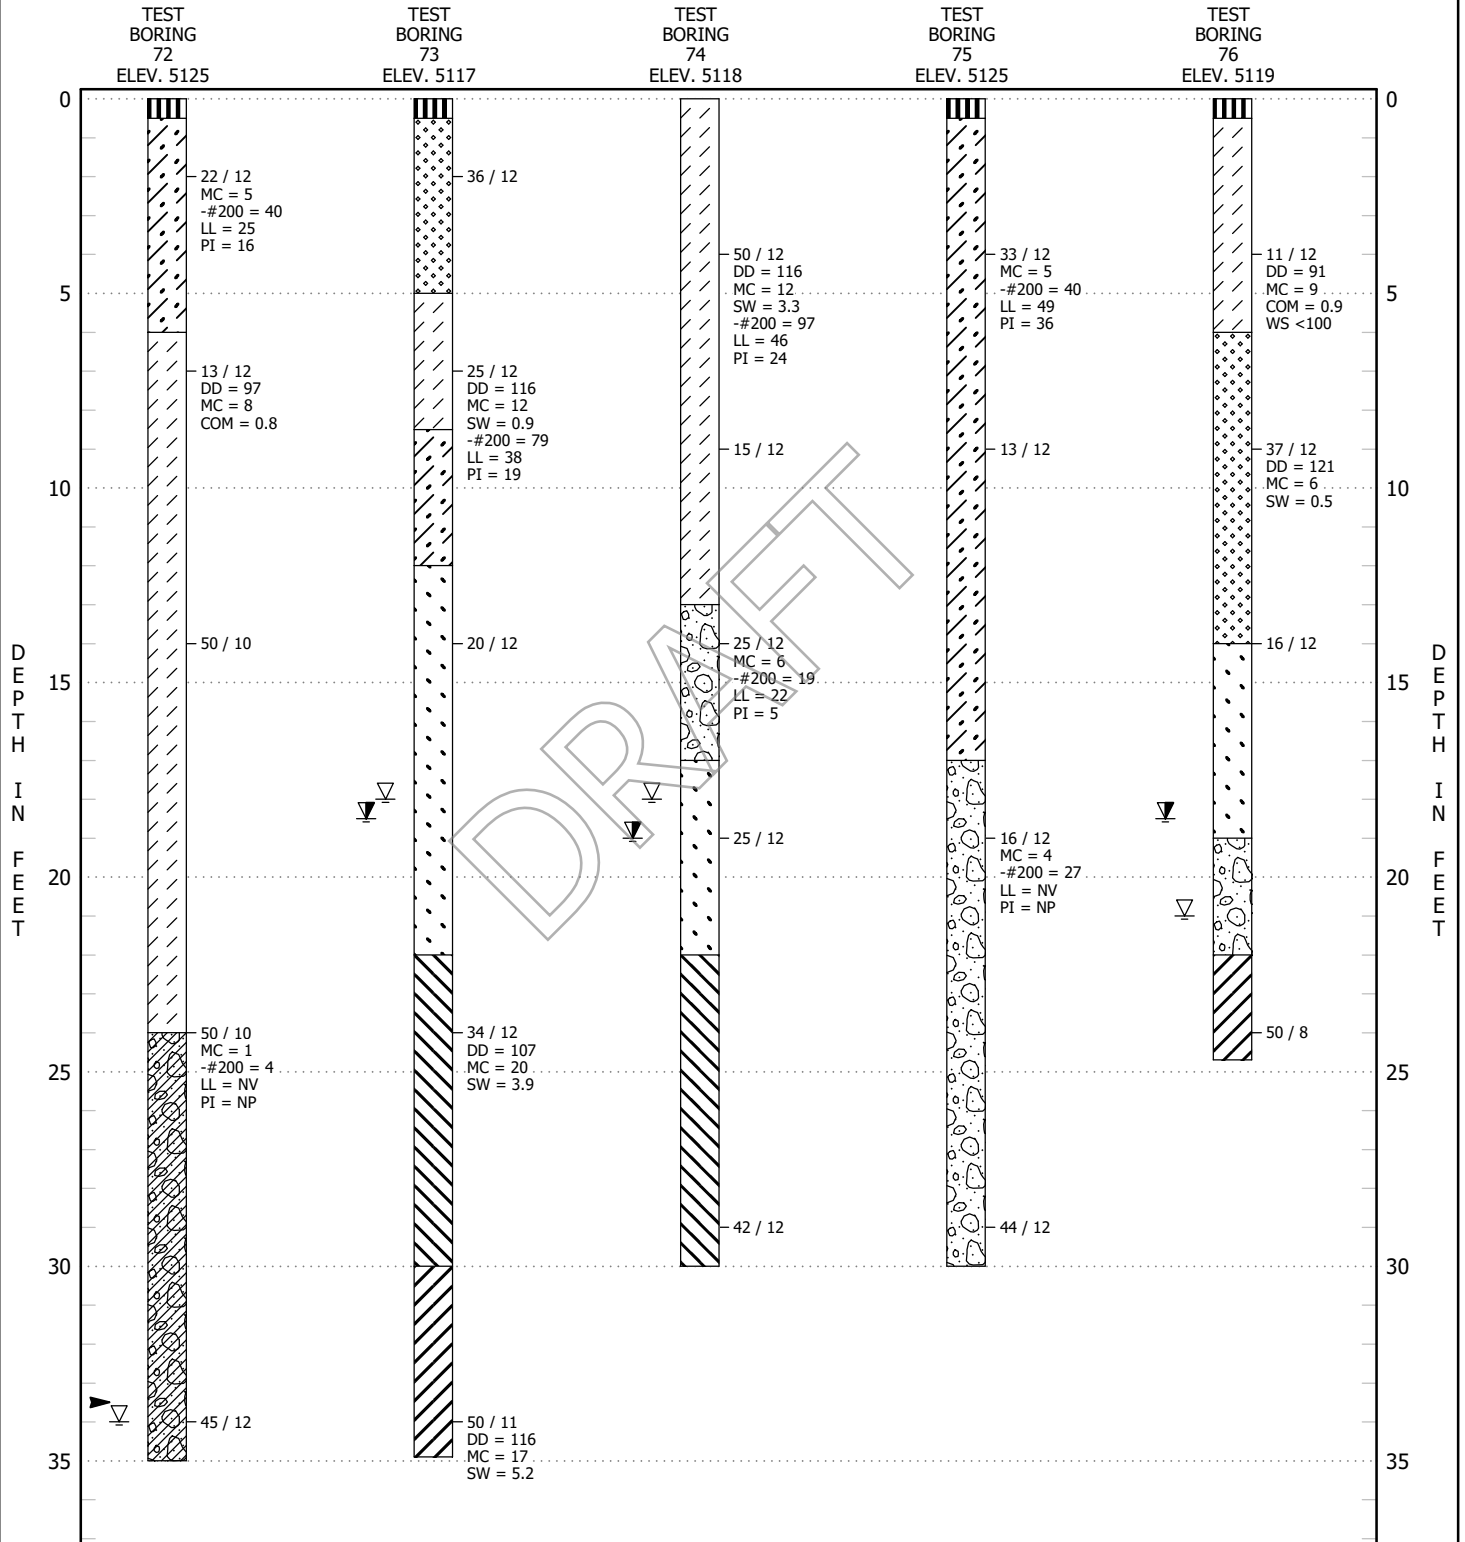 TEST
BORING
72
ELEV. 5125
TEST
BORING
73
ELEV. 5117
TEST
BORING
74
ELEV. 5118
TEST
BORING
75
ELEV. 5125
TEST
BORING
76
ELEV. 5119
0
5
10
15
20
25
30
35
DEPTH IN FEET
22 / 12
MC = 5
-#200 = 40
LL = 25
PI = 16
13 / 12
DD = 97
MC = 8
COM = 0.8
50 / 10
50 / 10
MC = 1
-#200 = 4
LL = NV
PI = NP
45 / 12
36 / 12
25 / 12
DD = 116
MC = 12
SW = 0.9
-#200 = 79
LL = 38
PI = 19
20 / 12
34 / 12
DD = 107
MC = 20
SW = 3.9
50 / 11
DD = 116
MC = 17
SW = 5.2
50 / 12
DD = 116
MC = 12
SW = 3.3
-#200 = 97
LL = 46
PI = 24
15 / 12
25 / 12
MC = 6
-#200 = 19
LL = 22
PI = 5
25 / 12
42 / 12
33 / 12
MC = 5
-#200 = 40
LL = 49
PI = 36
13 / 12
16 / 12
MC = 4
-#200 = 27
LL = NV
PI = NP
44 / 12
11 / 12
DD = 91
MC = 9
COM = 0.9
WS <100
37 / 12
DD = 121
MC = 6
SW = 0.5
16 / 12
50 / 8
0
5
10
15
20
25
30
35
DEPTH IN FEET
DRAFT